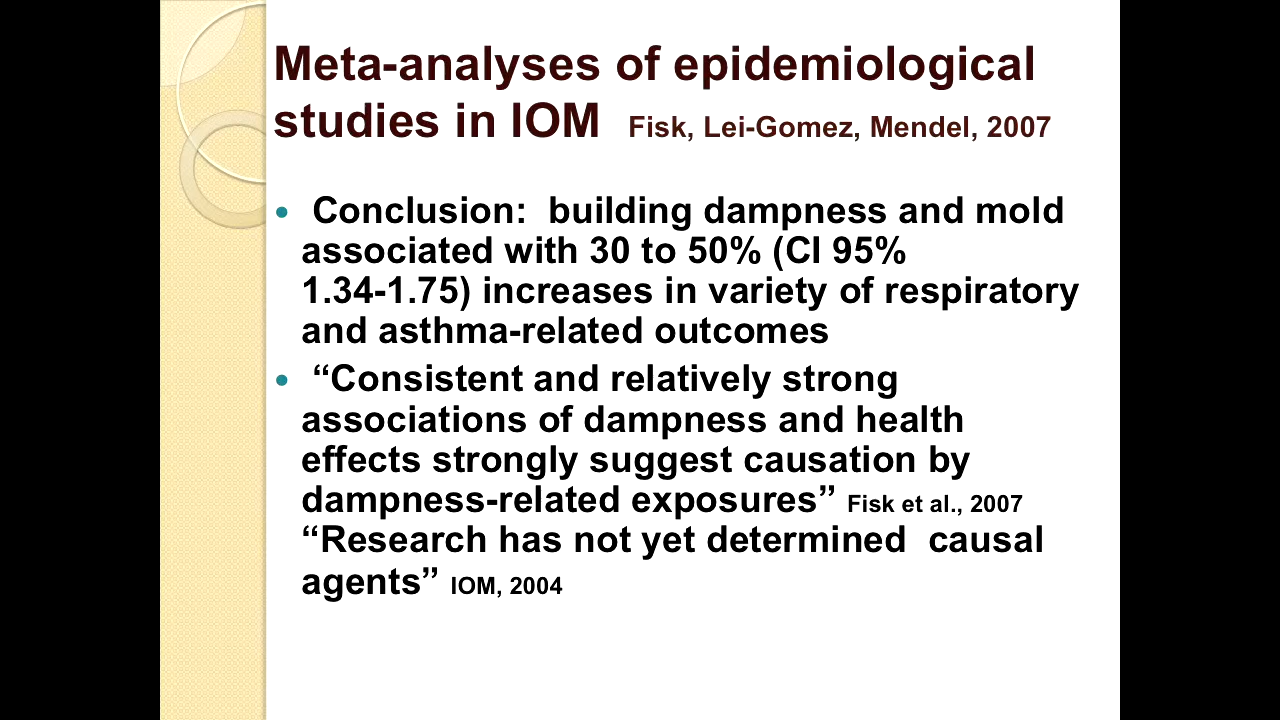 Meta-analyses of epidemiological
studies in IOM Fisk, Lei-Gomez, Mendel, 2007
• Conclusion: building dampness and mold
associated with 30 to 50% (CI 95%
1.34-1.75) increases in variety of respiratory
and asthma-related outcomes
• “Consistent and relatively strong
associations of dampness and health
effects strongly suggest causation by
dampness-related exposures” Fisk et al., 2007
“Research has not yet determined causal
agents” IOM, 2004